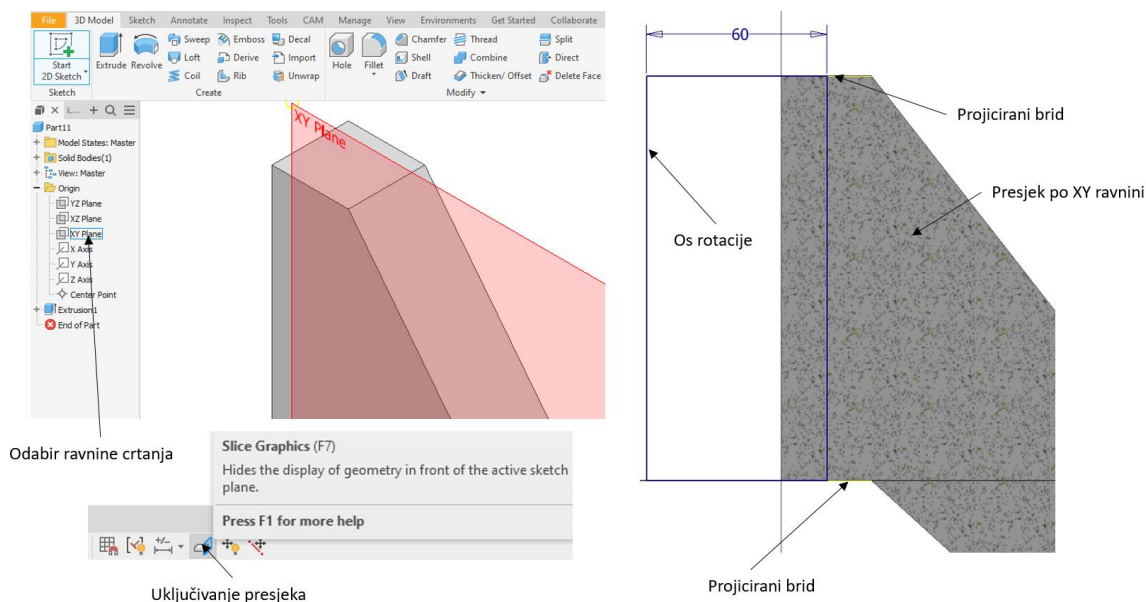 File 3D Model Sketch Annotate Inspect Tools CAM Manage View Environments Get Started Collaborate
Start
2D Sketch
Extrude Revolve
Sweep Emboss Decal
Loft Derive Import
Coil Rib Unwrap
Hole Fillet
Chamfer Thread Split
Shell Combine Direct
Draft Thicken/ Offset Delete Face
Sketch Create Modify
Part11
Model States: Master
Solid Bodies(1)
View: Master
Origin
YZ Plane
XZ Plane
XY Plane
X Axis
Y Axis
Z Axis
Center Point
Extrusion1
End of Part
XY Plane
Odabir ravnine crtanja
Slice Graphics (F7)
Hides the display of geometry in front of the active sketch
plane.
Press F1 for more help
Uključivanje presjeka
60
Projicirani brid
Presjek po XY ravnini
Os rotacije
Projicirani brid